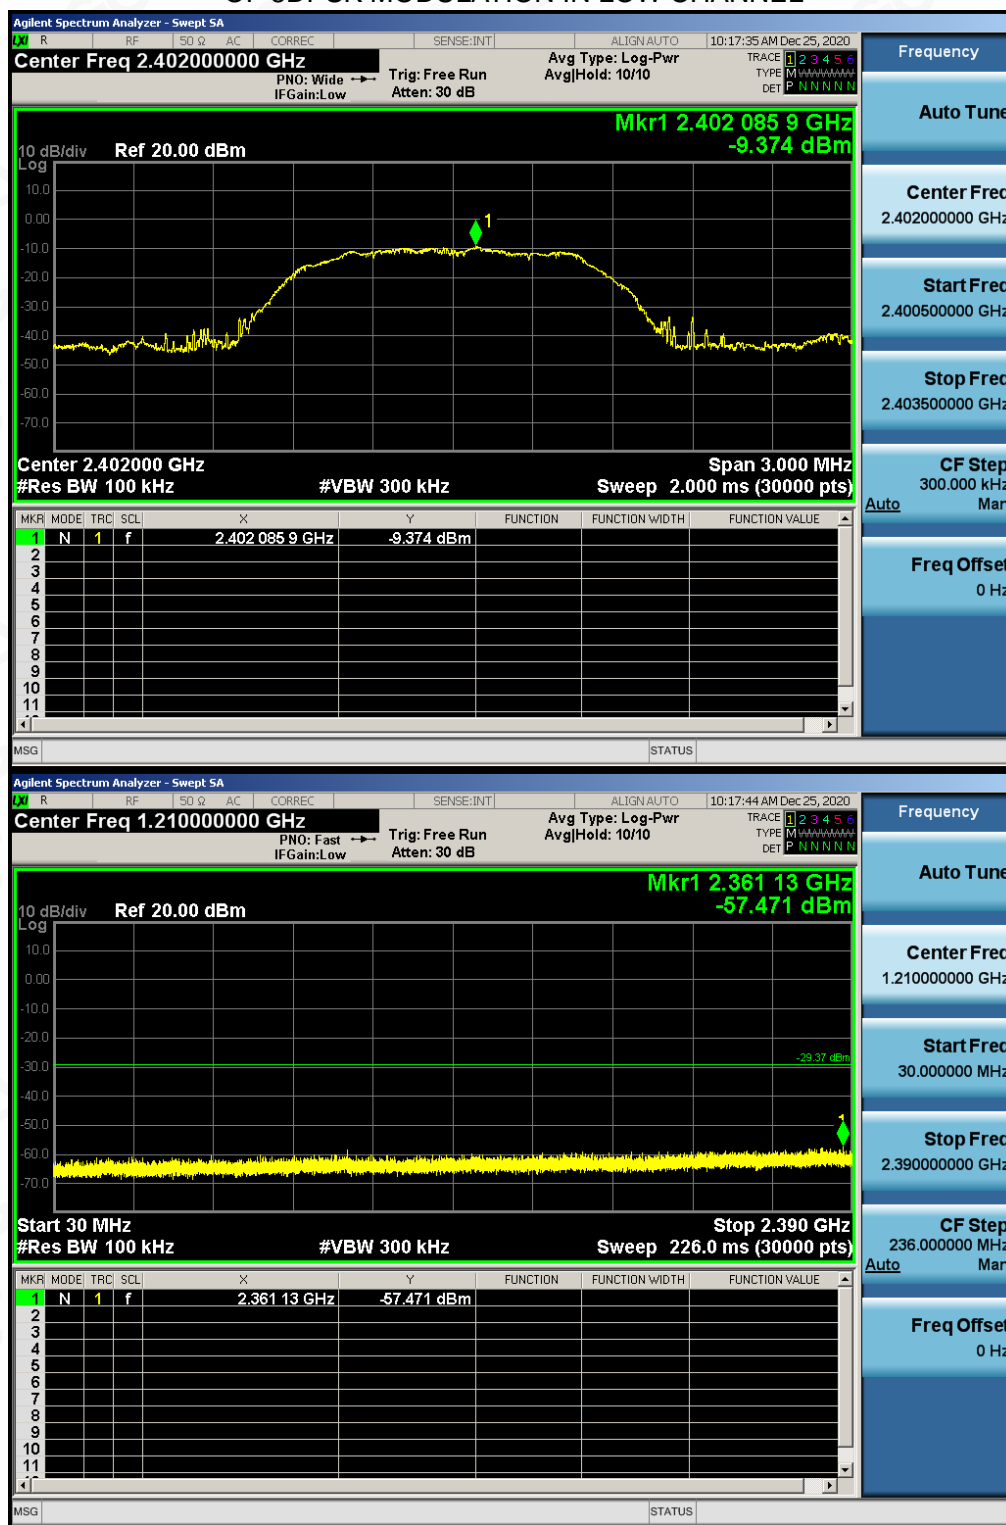 OF 8DPSK MODULATION IN LOW CHANNEL
Agilent Spectrum Analyzer - Swept SA
LXI R RF 50 Ω AC CORREC SENSE:INT ALIGN AUTO 10:17:35 AM Dec 25, 2020
Center Freq 2.402000000 GHz
PNO: Wide
IFGain:Low
Trig: Free Run
Atten: 30 dB
Avg Type: Log-Pwr
Avg|Hold: 10/10
TRACE 1 2 3 4 5 6
TYPE M
DET P N N N N N
Mkr1 2.402 085 9 GHz
-9.374 dBm
10 dB/div Ref 20.00 dBm
Log
10.0
0.00
-10.0
-20.0
-30.0
-40.0
-50.0
-60.0
-70.0
1
Center 2.402000 GHz Span 3.000 MHz
#Res BW 100 kHz #VBW 300 kHz Sweep 2.000 ms (30000 pts)
MKR MODE TRC SCL X Y FUNCTION FUNCTION WIDTH FUNCTION VALUE
1 N 1 f 2.402 085 9 GHz -9.374 dBm
2
3
4
5
6
7
8
9
10
11
MSG STATUS
Frequency
Auto Tune
Center Freq
2.402000000 GHz
Start Freq
2.400500000 GHz
Stop Freq
2.403500000 GHz
CF Step
300.000 kHz
Auto Man
Freq Offset
0 Hz
Agilent Spectrum Analyzer - Swept SA
LXI R RF 50 Ω AC CORREC SENSE:INT ALIGN AUTO 10:17:44 AM Dec 25, 2020
Center Freq 1.210000000 GHz
PNO: Fast
IFGain:Low
Trig: Free Run
Atten: 30 dB
Avg Type: Log-Pwr
Avg|Hold: 10/10
TRACE 1 2 3 4 5 6
TYPE M
DET P N N N N N
Mkr1 2.361 13 GHz
-57.471 dBm
10 dB/div Ref 20.00 dBm
Log
10.0
0.00
-10.0
-20.0
-30.0
-40.0
-50.0
-60.0
-70.0
-29.37 dBm
1
Start 30 MHz Stop 2.390 GHz
#Res BW 100 kHz #VBW 300 kHz Sweep 226.0 ms (30000 pts)
MKR MODE TRC SCL X Y FUNCTION FUNCTION WIDTH FUNCTION VALUE
1 N 1 f 2.361 13 GHz -57.471 dBm
2
3
4
5
6
7
8
9
10
11
MSG STATUS
Frequency
Auto Tune
Center Freq
1.210000000 GHz
Start Freq
30.000000 MHz
Stop Freq
2.390000000 GHz
CF Step
236.000000 MHz
Auto Man
Freq Offset
0 Hz